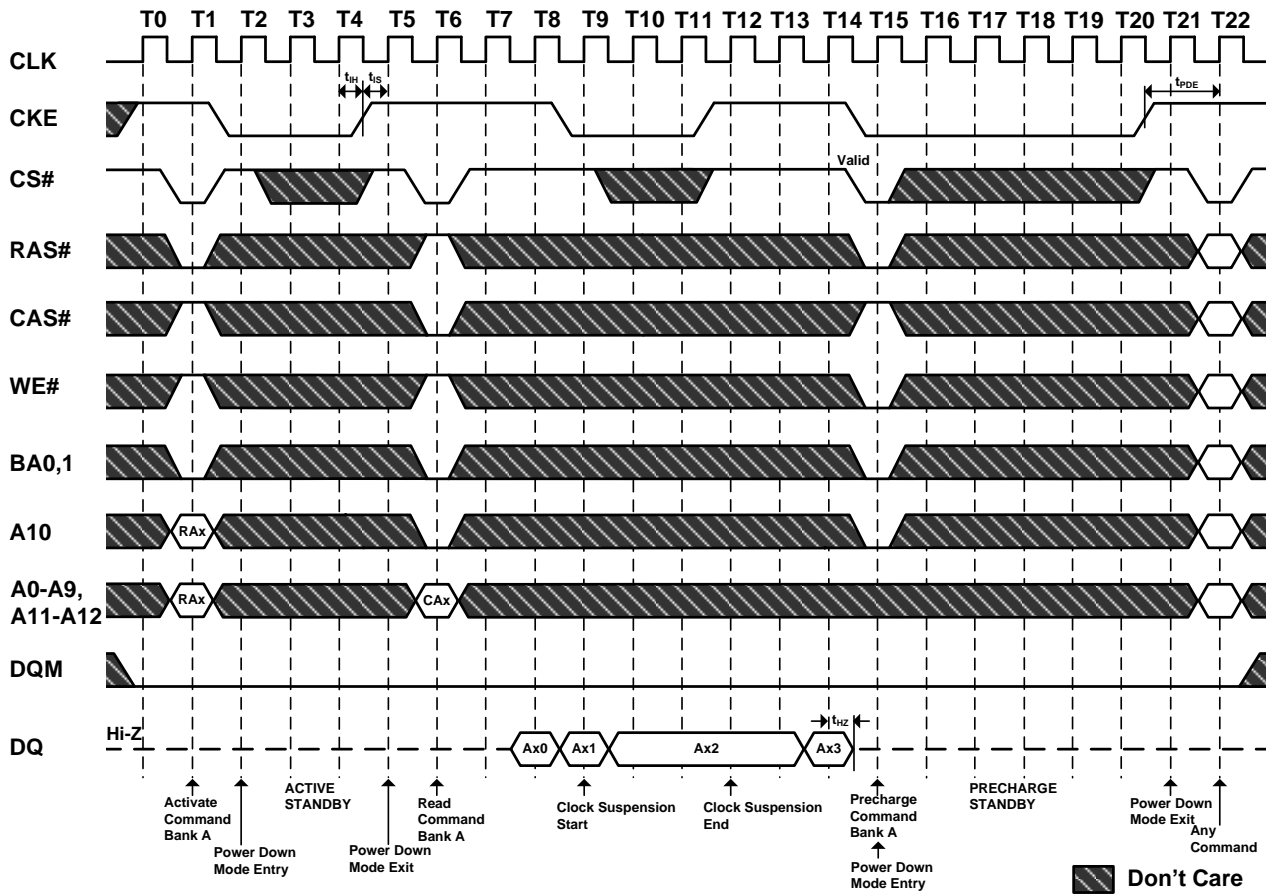 T0 T1 T2 T3 T4 T5 T6 T7 T8 T9 T10 T11 T12 T13 T14 T15 T16 T17 T18 T19 T20 T21 T22
CLK
tIH tIS
tPDE
CKE
Valid
CS#
RAS#
CAS#
WE#
BA0,1
A10
RAx
A0-A9,
A11-A12
RAx
CAx
DQM
Hi-Z
tHZ
DQ
Ax0
Ax1
Ax2
Ax3
Activate
Command
Bank A
Power Down
Mode Entry
ACTIVE
STANDBY
Power Down
Mode Exit
Read
Command
Bank A
Clock Suspension
Start
Clock Suspension
End
Precharge
Command
Bank A
Power Down
Mode Entry
PRECHARGE
STANDBY
Power Down
Mode Exit
Any
Command
Don't Care